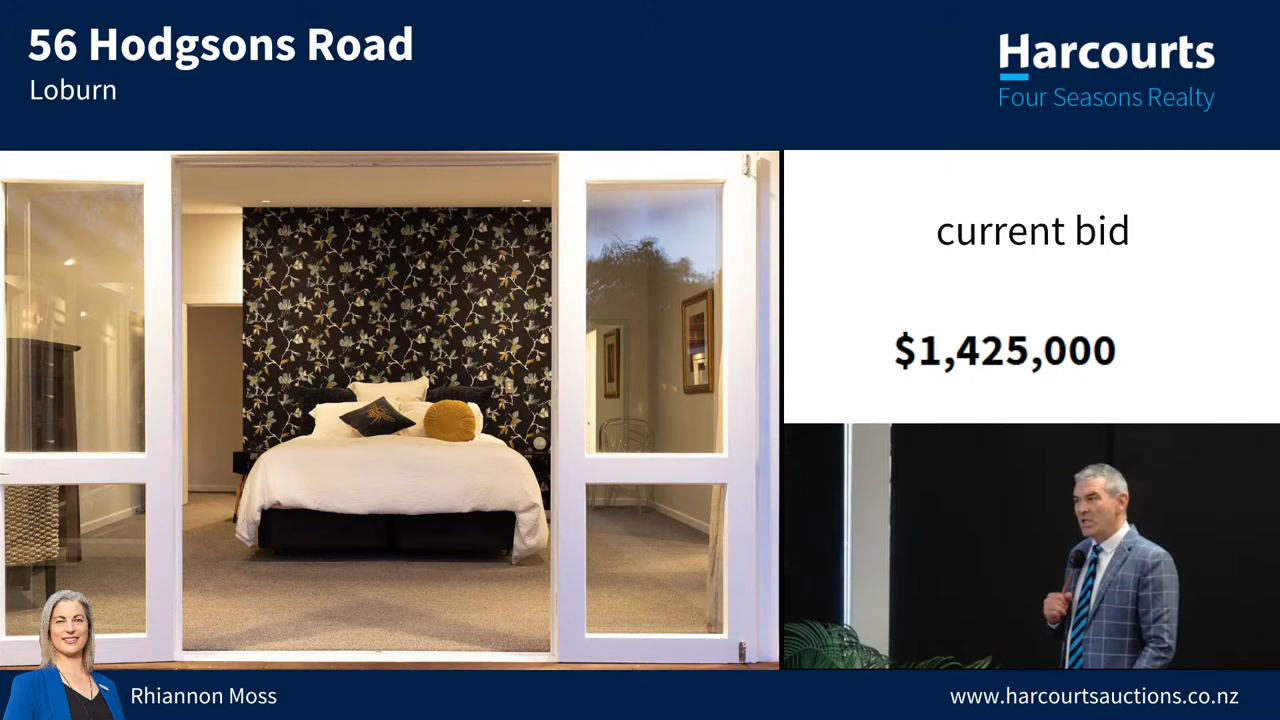 56 Hodgsons Road
Loburn
Harcourts
Four Seasons Realty
current bid
$1,425,000
Rhiannon Moss
www.harcourtsauctions.co.nz